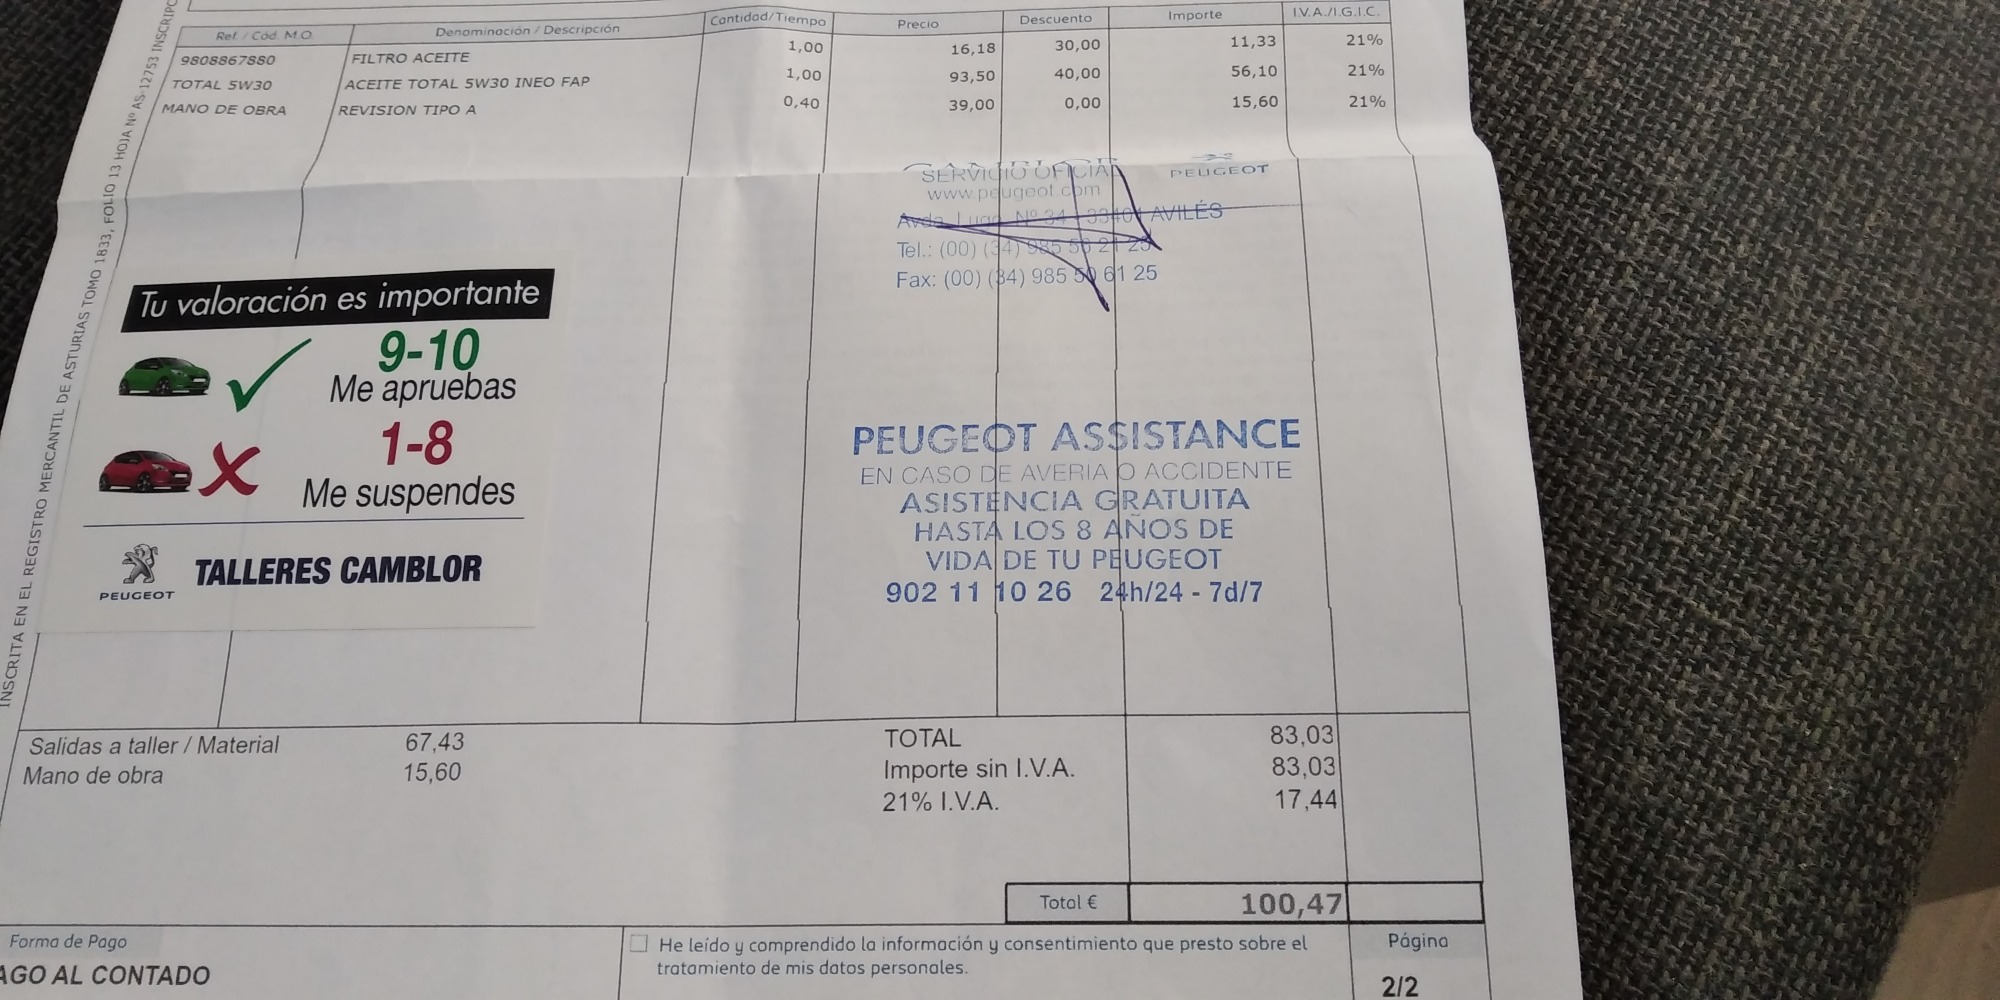 Ref. / Cód. M.O. Denominación / Descripción Cantidad/Tiempo Precio Descuento Importe I.V.A./I.G.I.C.
9808867880 FILTRO ACEITE 1,00 16,18 30,00 11,33 21%
TOTAL 5W30 ACEITE TOTAL 5W30 INEO FAP 1,00 93,50 40,00 56,10 21%
MANO DE OBRA REVISION TIPO A 0,40 39,00 0,00 15,60 21%
INSCRITA EN EL REGISTRO MERCANTIL DE ASTURIAS TOMO 1833, FOLIO 13 HOJA Nº AS-12753 INSCRIPC
SERVICIO OFICIAL PEUGEOT
www.peugeot.com
Avda. Lugo, Nº 34 - 33401 AVILÉS
Tel.: (00) (34) 985 56 21 25
Fax: (00) (34) 985 50 61 25
Tu valoración es importante
9-10
Me apruebas
1-8
Me suspendes
PEUGEOT TALLERES CAMBLOR
PEUGEOT ASSISTANCE
EN CASO DE AVERIA O ACCIDENTE
ASISTENCIA GRATUITA
HASTA LOS 8 AÑOS DE
VIDA DE TU PEUGEOT
902 11 10 26 24h/24 - 7d/7
Salidas a taller / Material 67,43
Mano de obra 15,60
TOTAL 83,03
Importe sin I.V.A. 83,03
21% I.V.A. 17,44
Total € 100,47
Forma de Pago
AGO AL CONTADO
He leído y comprendido la información y consentimiento que presto sobre el
tratamiento de mis datos personales.
Página
2/2